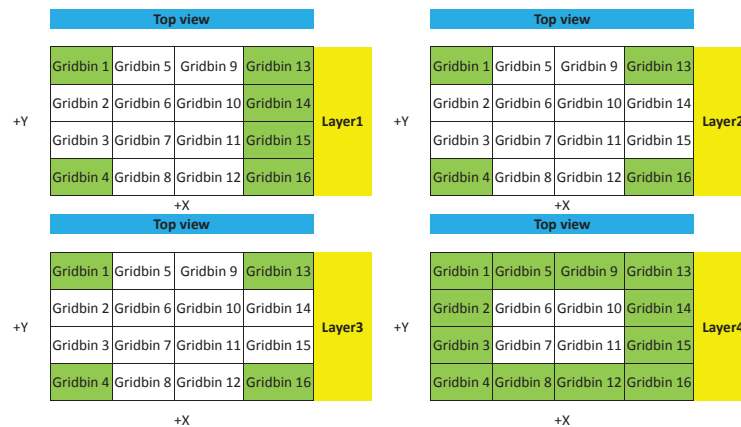 Top view
Gridbin 1 Gridbin 5 Gridbin 9 Gridbin 13
Gridbin 2 Gridbin 6 Gridbin 10 Gridbin 14
Gridbin 3 Gridbin 7 Gridbin 11 Gridbin 15
Gridbin 4 Gridbin 8 Gridbin 12 Gridbin 16
+Y
Layer1
+X
Top view
Gridbin 1 Gridbin 5 Gridbin 9 Gridbin 13
Gridbin 2 Gridbin 6 Gridbin 10 Gridbin 14
Gridbin 3 Gridbin 7 Gridbin 11 Gridbin 15
Gridbin 4 Gridbin 8 Gridbin 12 Gridbin 16
+Y
Layer2
+X
Top view
Gridbin 1 Gridbin 5 Gridbin 9 Gridbin 13
Gridbin 2 Gridbin 6 Gridbin 10 Gridbin 14
Gridbin 3 Gridbin 7 Gridbin 11 Gridbin 15
Gridbin 4 Gridbin 8 Gridbin 12 Gridbin 16
+Y
Layer3
+X
Top view
Gridbin 1 Gridbin 5 Gridbin 9 Gridbin 13
Gridbin 2 Gridbin 6 Gridbin 10 Gridbin 14
Gridbin 3 Gridbin 7 Gridbin 11 Gridbin 15
Gridbin 4 Gridbin 8 Gridbin 12 Gridbin 16
+Y
Layer4
+X